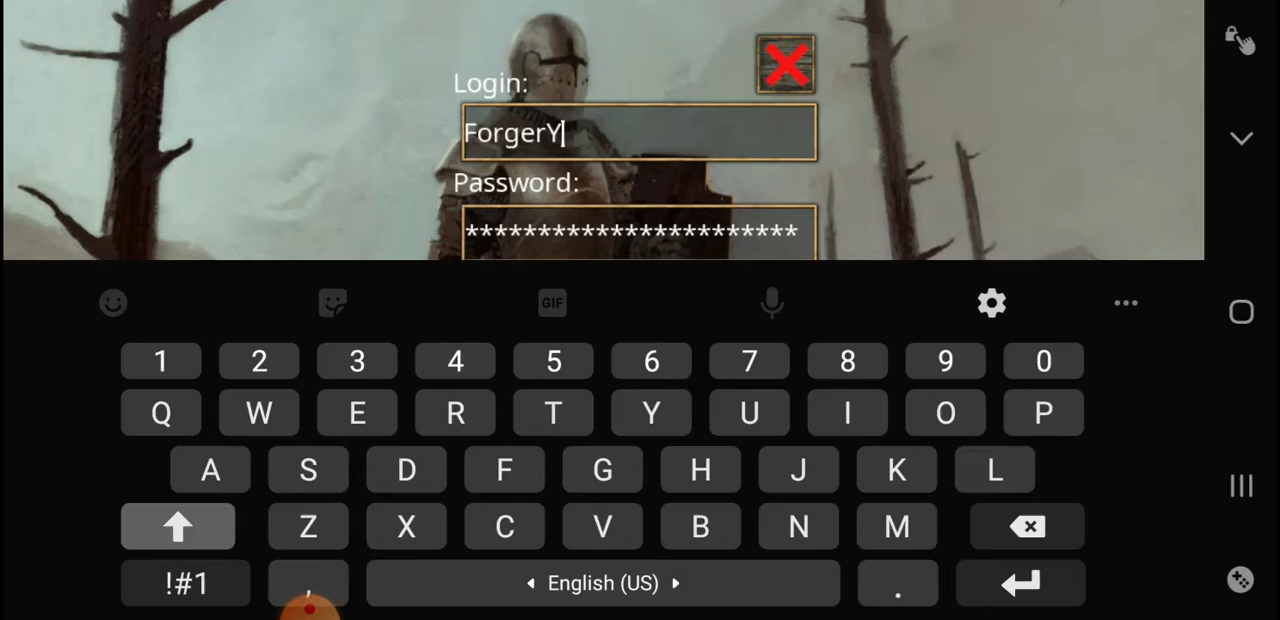 Login:
ForgerY
Password:
***********************
GIF
1 2 3 4 5 6 7 8 9 0
Q W E R T Y U I O P
A S D F G H J K L
Z X C V B N M
!#1 , English (US) .